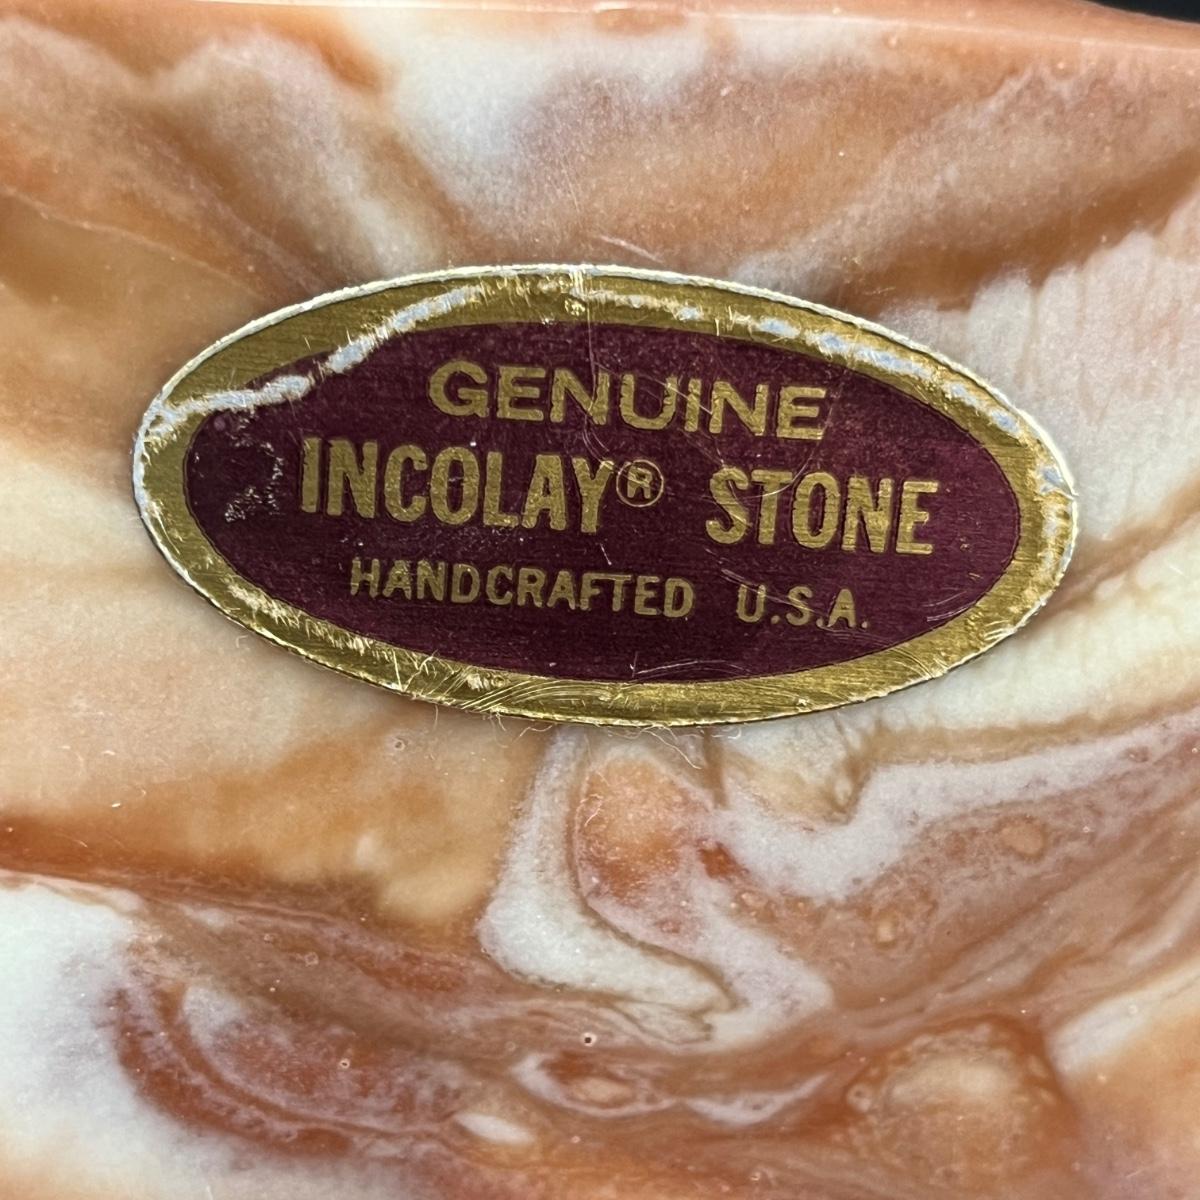 GENUINE
INCOLAY® STONE
HANDCRAFTED U.S.A.